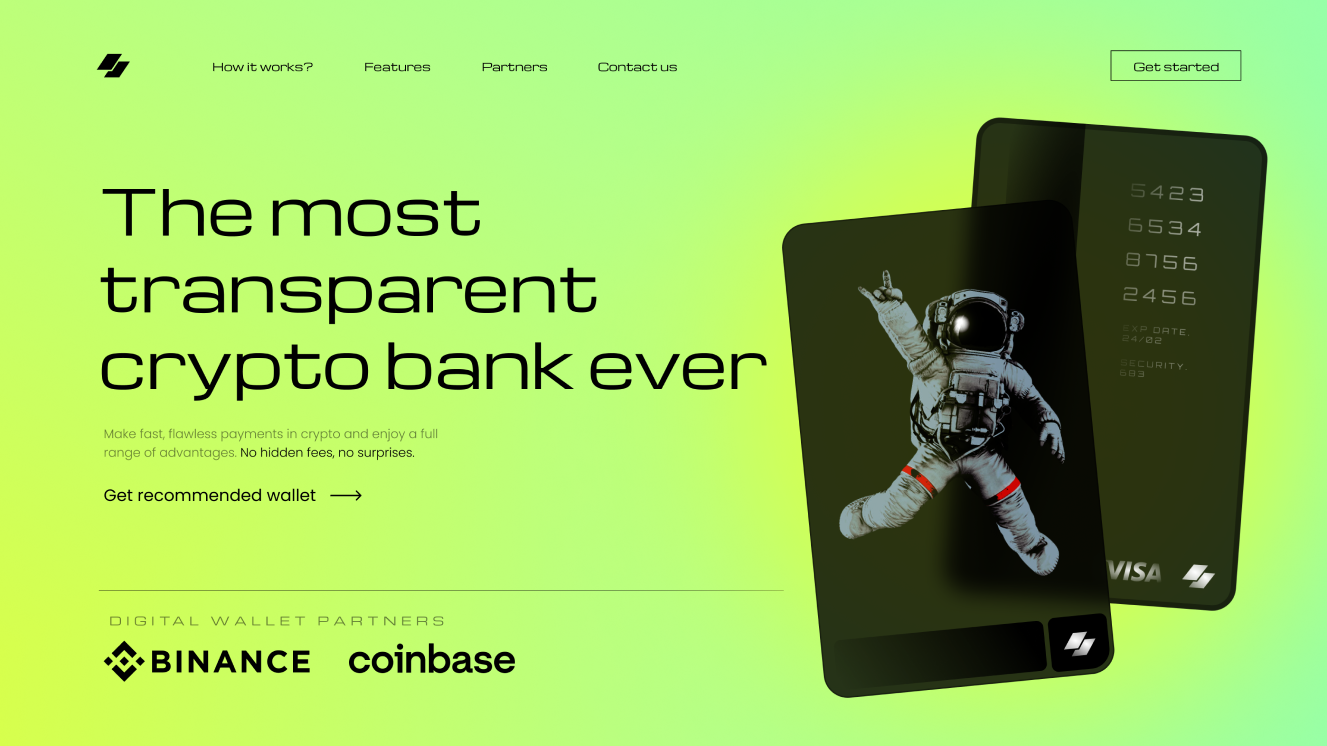 How it works?
Features
Partners
Contact us
Get started
The most
transparent
crypto bank ever
Make fast, flawless payments in crypto and enjoy a full
range of advantages. No hidden fees, no surprises.
Get recommended wallet
DIGITAL WALLET PARTNERS
BINANCE
coinbase
5423
6534
8756
2456
EXP DATE.
24/02
SECURITY.
683
VISA